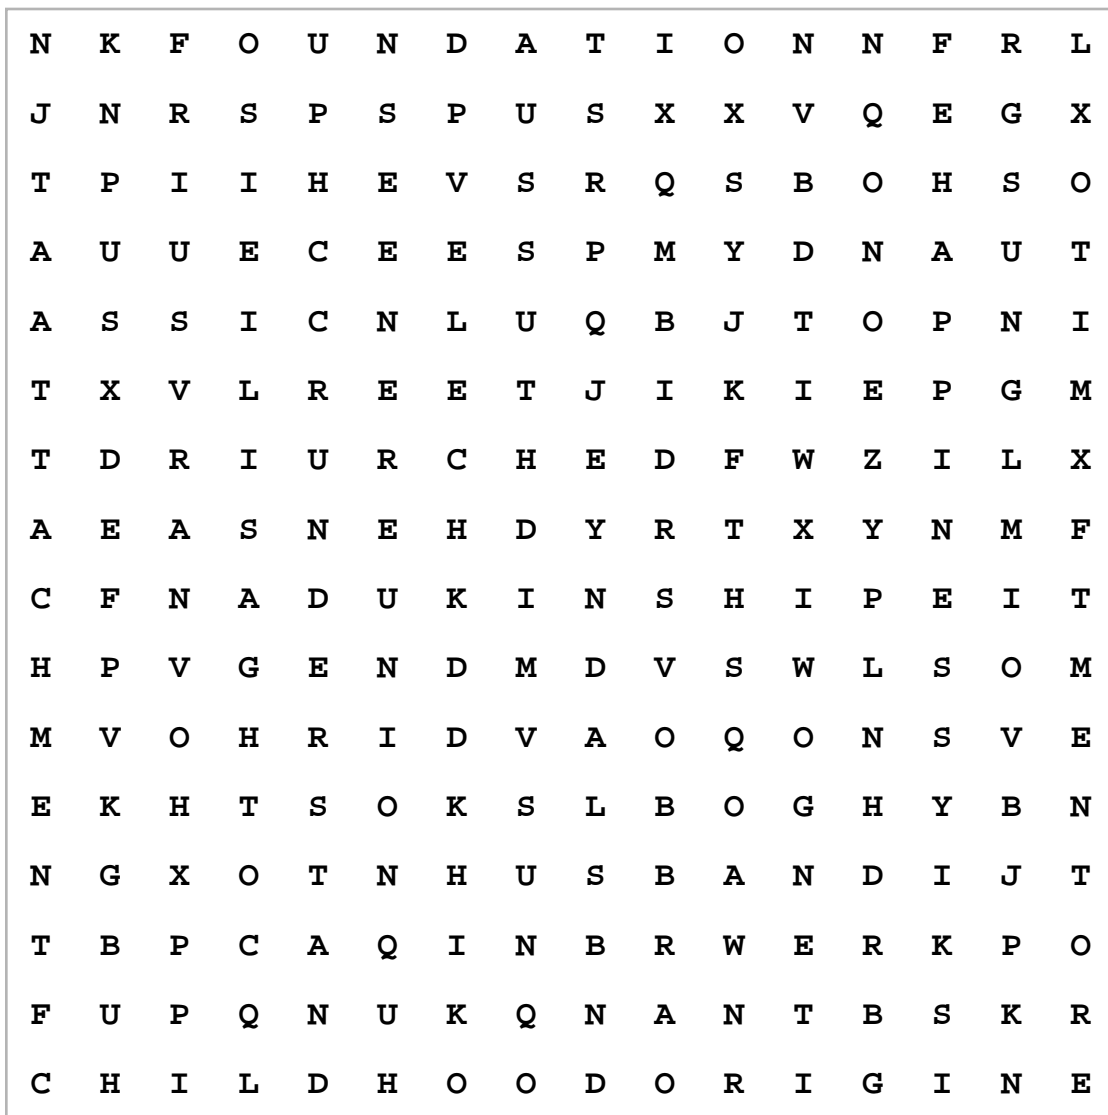 N K F O U N D A T I O N N F R L
J N R S P S P U S X X V Q E G X
T P I I H E V S R Q S B O H S O
A U U E C E E S P M Y D N A U T
A S S I C N L U Q B J T O P N I
T X V L R E E T J I K I E P G M
T D R I U R C H E D F W Z I L X
A E A S N E H D Y R T X Y N M F
C F N A D U K I N S H I P E I T
H P V G E N D M D V S W L S O M
M V O H R I D V A O Q O N S V E
E K H T S O K S L B O G H Y B N
N G X O T N H U S B A N D I J T
T B P C A Q I N B R W E R K P O
F U P Q N U K Q N A N T B S K R
C H I L D H O O D O R I G I N E